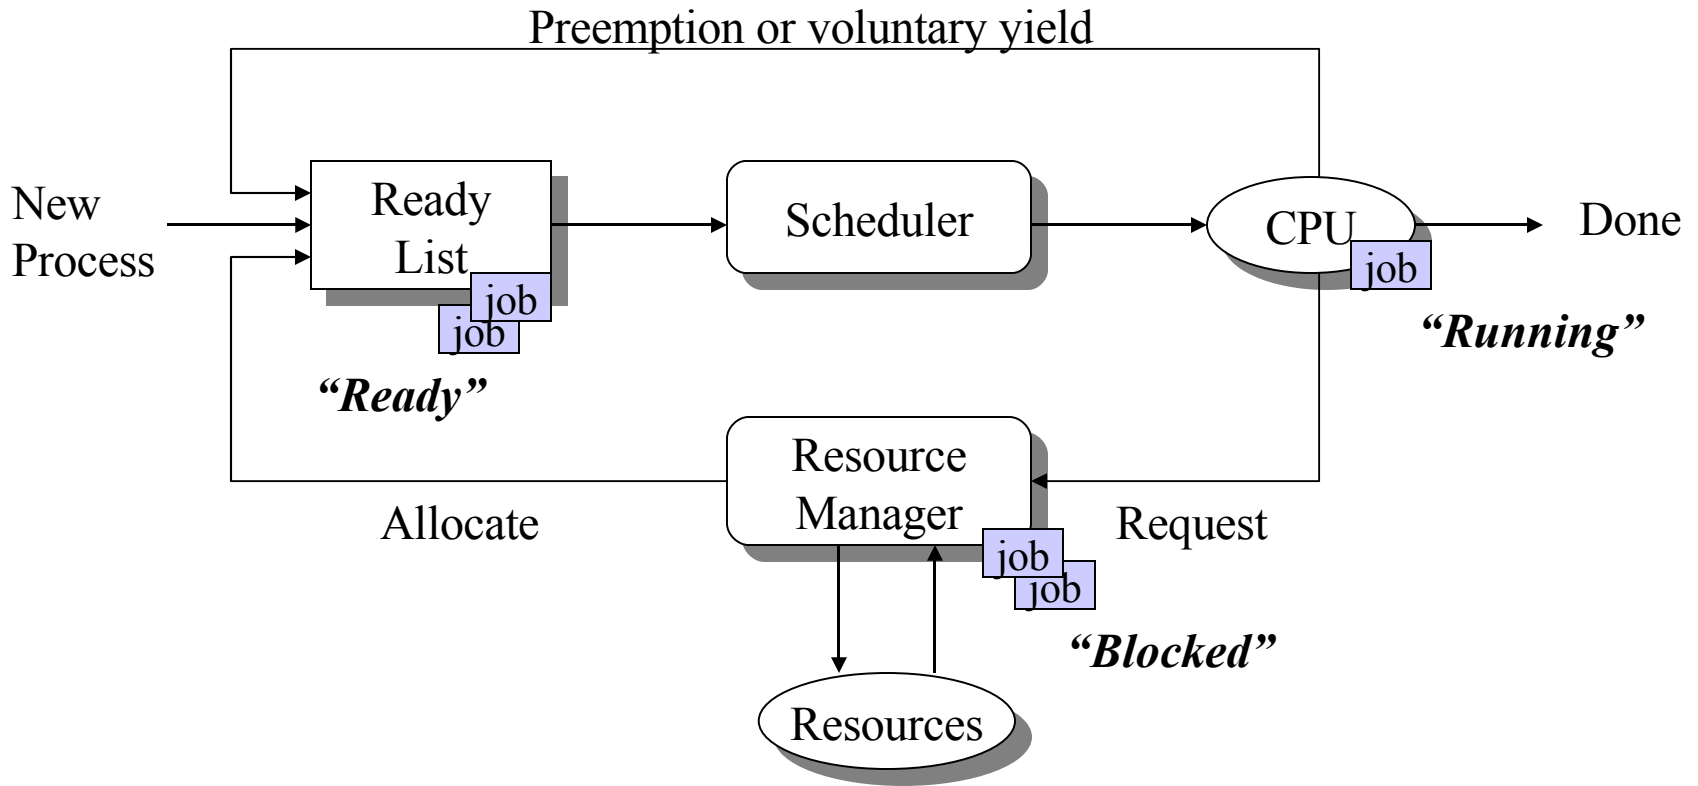 Preemption or voluntary yield
New
Process
Ready
List
job
job
“Ready”
Scheduler
CPU
job
“Running”
Done
Allocate
Resource
Manager
job
job
“Blocked”
Request
Resources